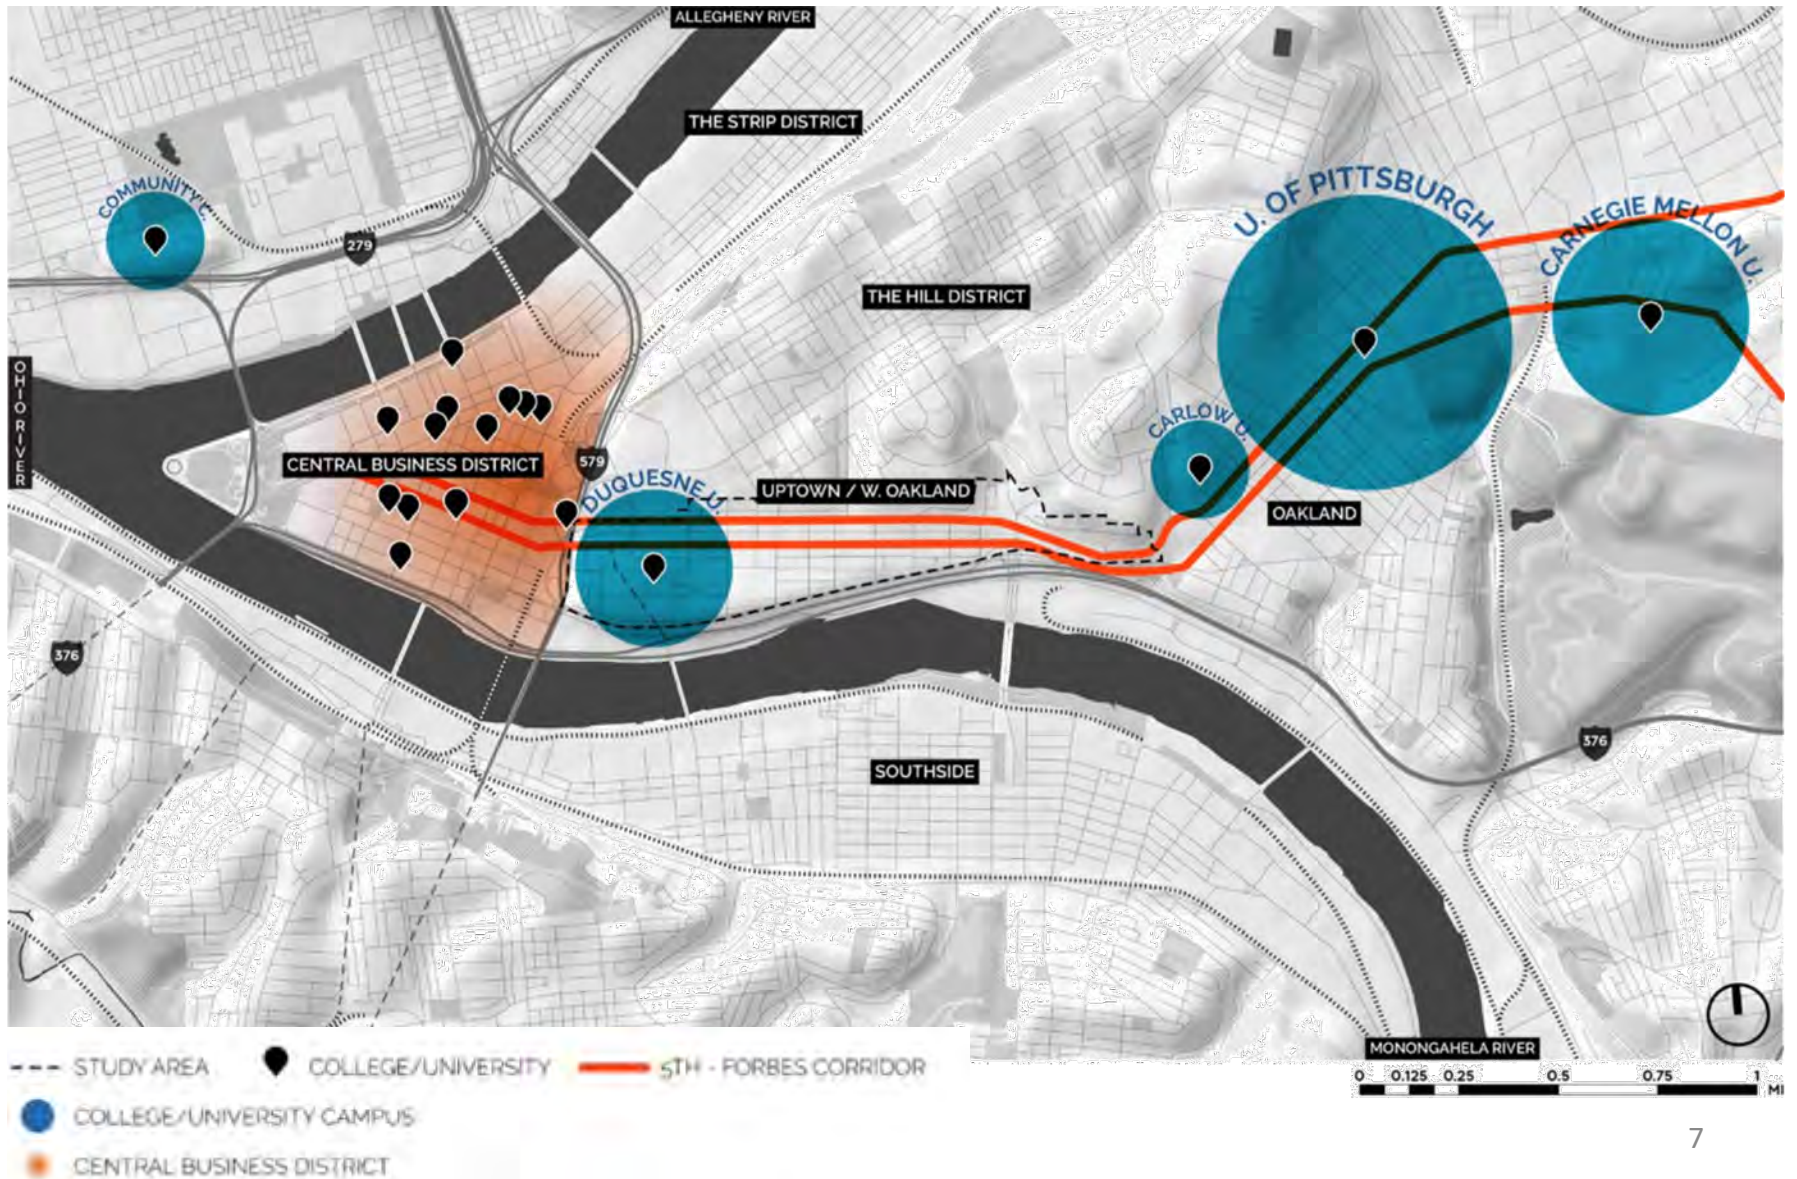 ALLEGHENY RIVER
THE STRIP DISTRICT
COMMUNITY C.
279
U. OF PITTSBURGH
CARNEGIE MELLON U.
THE HILL DISTRICT
OHIO RIVER
CARLOW U.
CENTRAL BUSINESS DISTRICT
579
DUQUESNE U.
UPTOWN / W. OAKLAND
OAKLAND
376
376
SOUTHSIDE
MONONGAHELA RIVER
0 0.125 0.25 0.5 0.75 1
MI
STUDY AREA COLLEGE/UNIVERSITY 5TH - FORBES CORRIDOR
COLLEGE/UNIVERSITY CAMPUS
CENTRAL BUSINESS DISTRICT
7